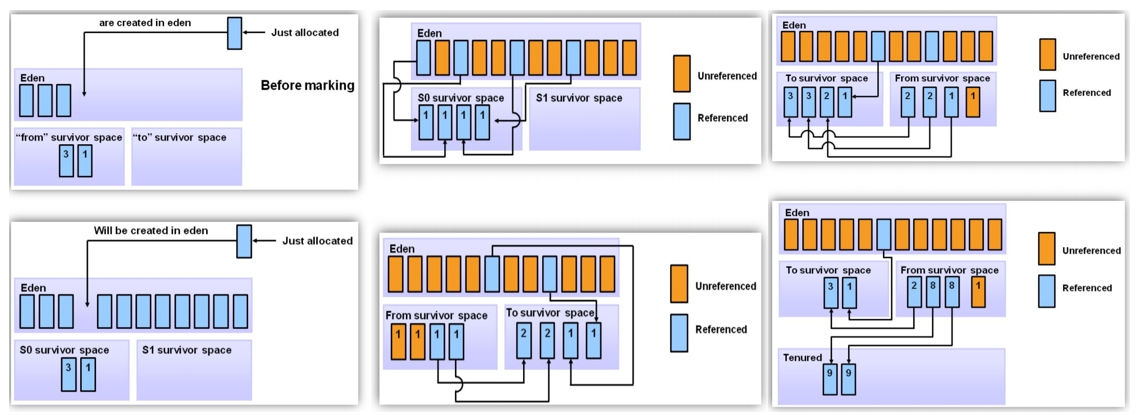 are created in eden
Just allocated
Eden
Before marking
"from" survivor space
"to" survivor space
3 1
Eden
Unreferenced
Referenced
S0 survivor space
S1 survivor space
1 1 1 1
Eden
Unreferenced
To survivor space
From survivor space
3 3 2 1
2 2 1 1
Referenced
Will be created in eden
Just allocated
Eden
S0 survivor space
S1 survivor space
3 1
Eden
Unreferenced
From survivor space
To survivor space
1 1 1 1
2 2 1 1
Referenced
Eden
Unreferenced
To survivor space
From survivor space
3 1
2 8 8 1
Referenced
Tenured
9 9